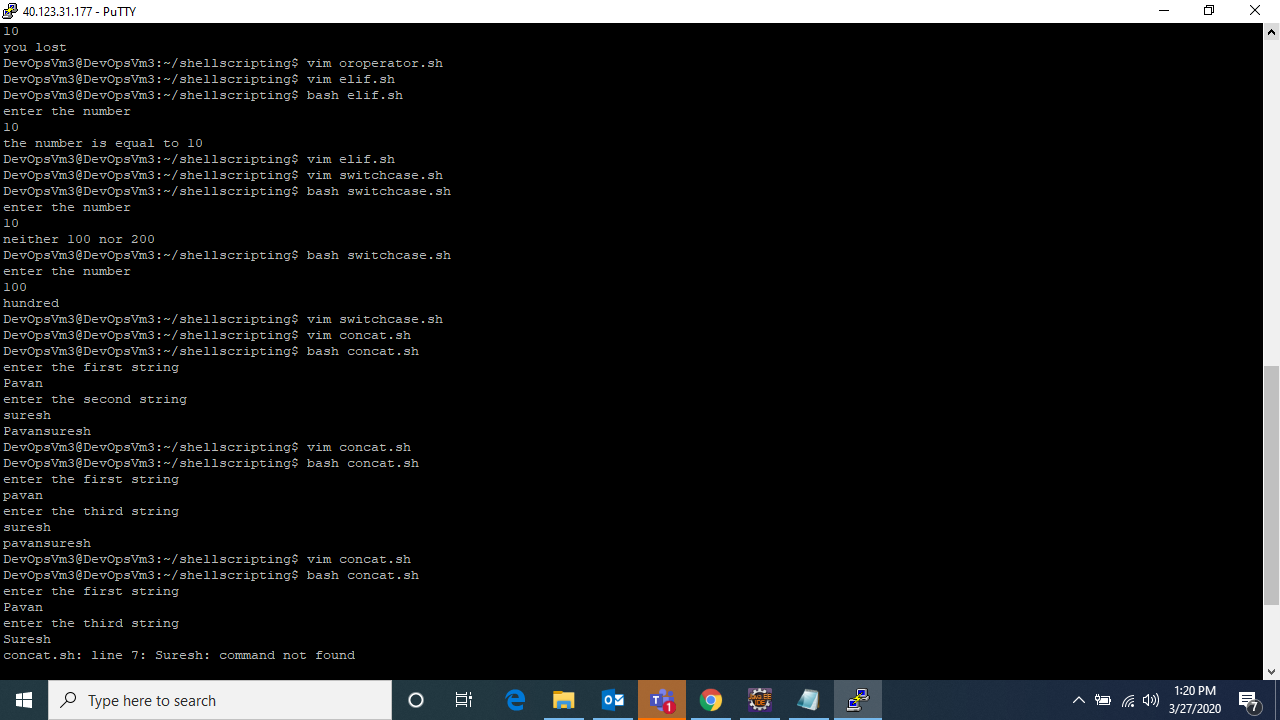 40.123.31.177 - PuTTY
10
you lost
DevOpsVm3@DevOpsVm3:~/shellscripting$ vim oroperator.sh
DevOpsVm3@DevOpsVm3:~/shellscripting$ vim elif.sh
DevOpsVm3@DevOpsVm3:~/shellscripting$ bash elif.sh
enter the number
10
the number is equal to 10
DevOpsVm3@DevOpsVm3:~/shellscripting$ vim elif.sh
DevOpsVm3@DevOpsVm3:~/shellscripting$ vim switchcase.sh
DevOpsVm3@DevOpsVm3:~/shellscripting$ bash switchcase.sh
enter the number
10
neither 100 nor 200
DevOpsVm3@DevOpsVm3:~/shellscripting$ bash switchcase.sh
enter the number
100
hundred
DevOpsVm3@DevOpsVm3:~/shellscripting$ vim switchcase.sh
DevOpsVm3@DevOpsVm3:~/shellscripting$ vim concat.sh
DevOpsVm3@DevOpsVm3:~/shellscripting$ bash concat.sh
enter the first string
Pavan
enter the second string
suresh
Pavansuresh
DevOpsVm3@DevOpsVm3:~/shellscripting$ vim concat.sh
DevOpsVm3@DevOpsVm3:~/shellscripting$ bash concat.sh
enter the first string
pavan
enter the third string
suresh
pavansuresh
DevOpsVm3@DevOpsVm3:~/shellscripting$ vim concat.sh
DevOpsVm3@DevOpsVm3:~/shellscripting$ bash concat.sh
enter the first string
Pavan
enter the third string
Suresh
concat.sh: line 7: Suresh: command not found
Type here to search
1
Java EE
IDE
1:20 PM
3/27/2020
7